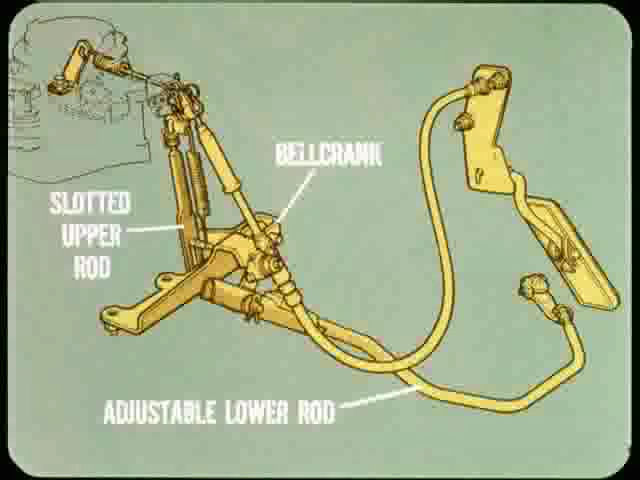 BELLCRANK
SLOTTED
UPPER
ROD
ADJUSTABLE LOWER ROD